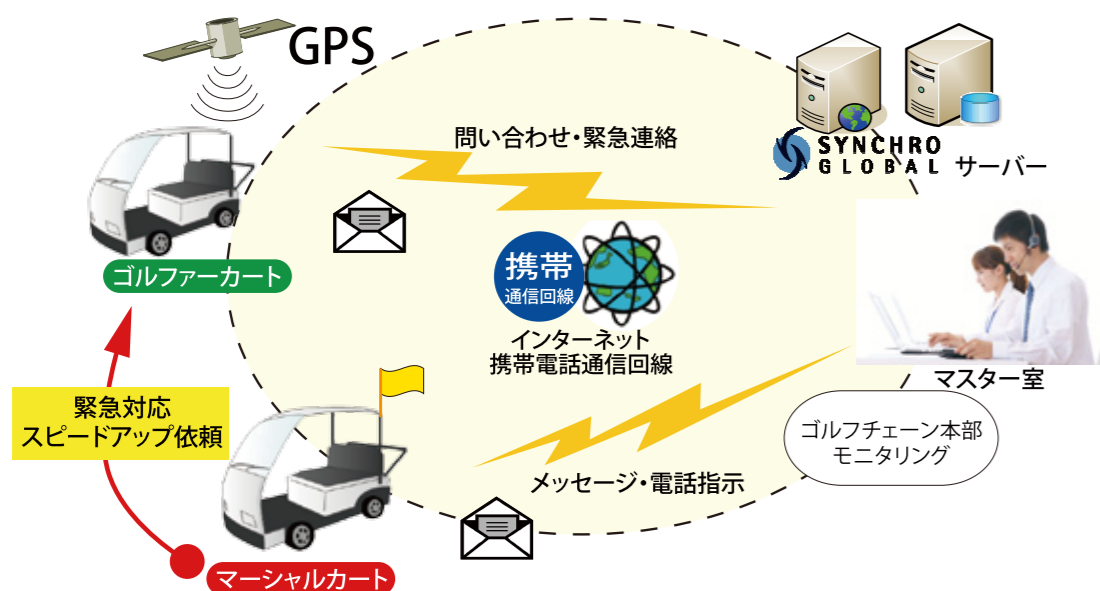 GPS
問い合わせ・緊急連絡
SYNCHRO
GLOBAL
サーバー
ゴルファーカート
携帯
通信回線
インターネット
携帯電話通信回線
マスター室
緊急対応
スピードアップ依頼
ゴルフチェーン本部
モニタリング
メッセージ・電話指示
マーシャルカート